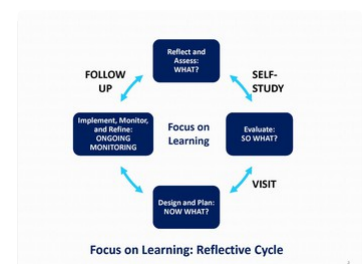 Reflect and
Assess:
WHAT?
FOLLOW
UP
SELF-
STUDY
Implement, Monitor,
and Refine:
ONGOING
MONITORING
Focus on
Learning
Evaluate:
SO WHAT?
VISIT
Design and Plan:
NOW WHAT?
Focus on Learning: Reflective Cycle